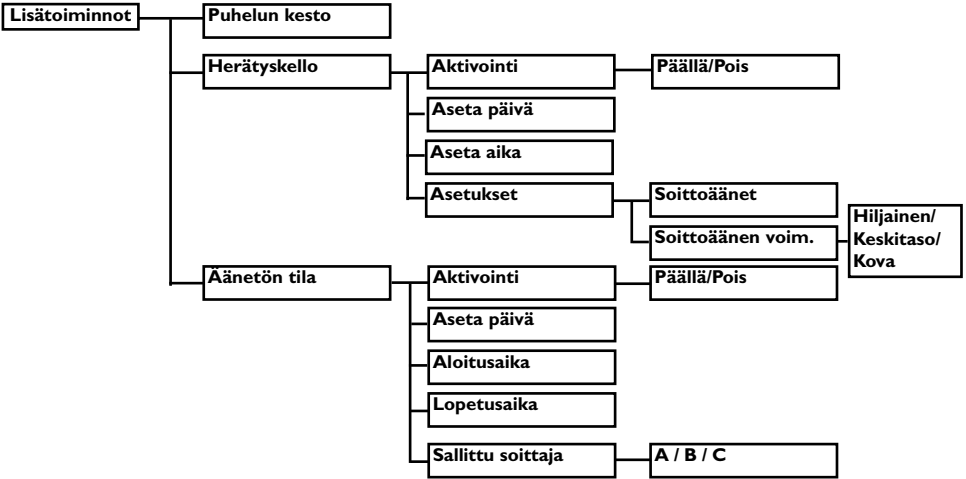 Lisätoiminnot
Puhelun kesto
Herätyskello
Aktivointi
Päällä/Pois
Aseta päivä
Aseta aika
Asetukset
Soittoäänet
Soittoäänen voim.
Hiljainen/
Keskitaso/
Kova
Äänetön tila
Aktivointi
Päällä/Pois
Aseta päivä
Aloitusaika
Lopetusaika
Sallittu soittaja
A / B / C